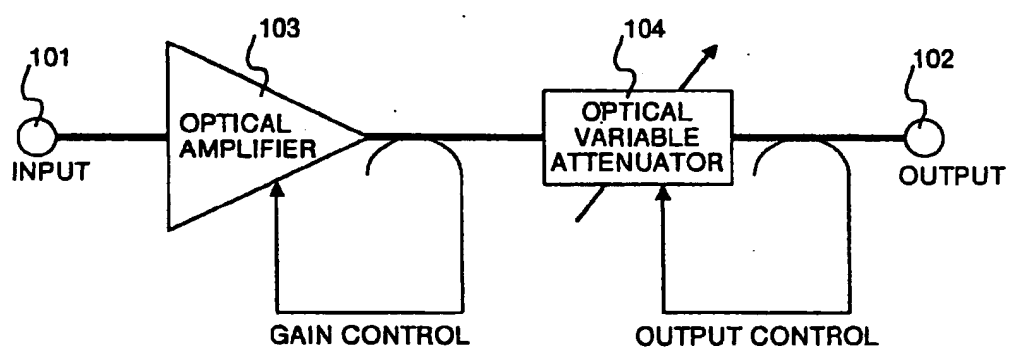 101
103
104
102
OPTICAL
AMPLIFIER
OPTICAL
VARIABLE
ATTENUATOR
INPUT
OUTPUT
GAIN CONTROL
OUTPUT CONTROL